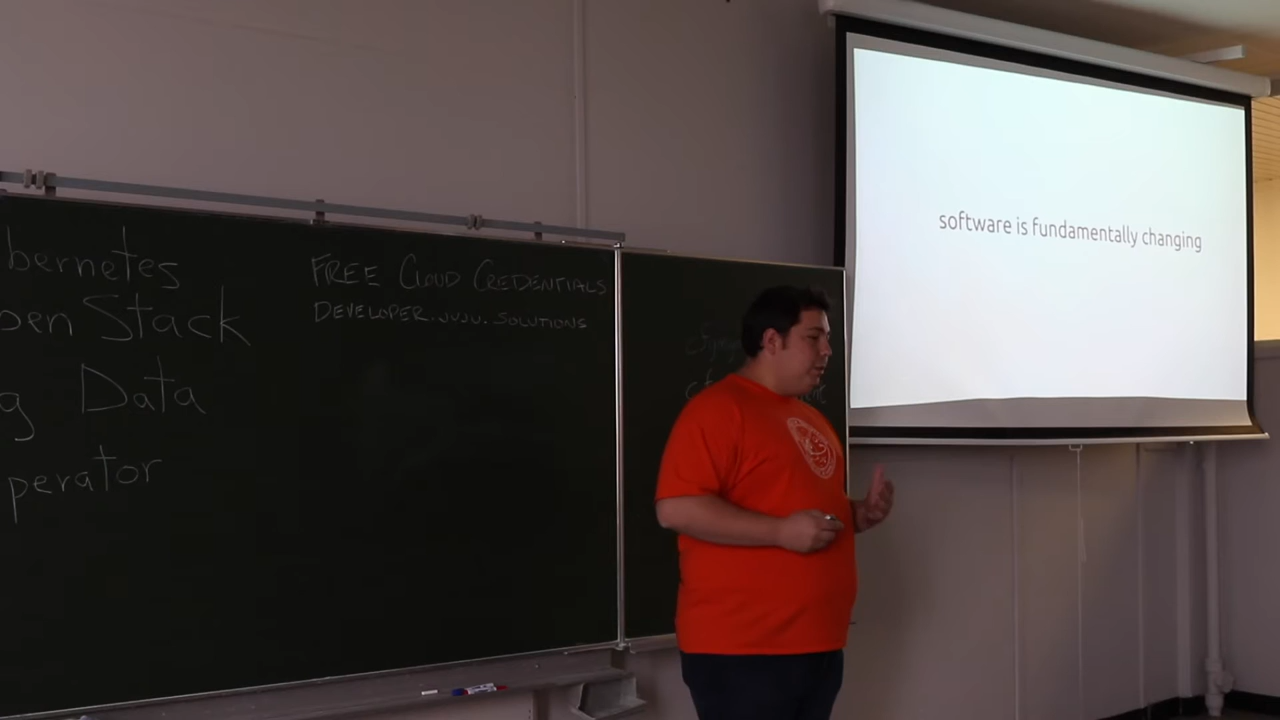 bernetes
pen Stack
g Data
perator
FREE CLOUD CREDENTIALS
DEVELOPER.JUJU.SOLUTIONS
software is fundamentally changing